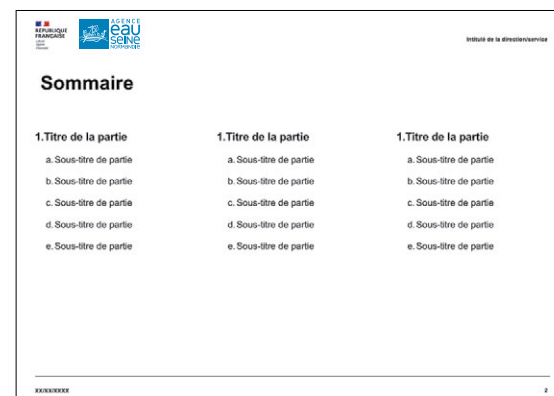 RÉPUBLIQUE
FRANÇAISE
AGENCE
eau
SEINE
NORMANDIE
Intitulé de la direction/service
Sommaire
1.Titre de la partie
a. Sous-titre de partie
b. Sous-titre de partie
c. Sous-titre de partie
d. Sous-titre de partie
e. Sous-titre de partie
1.Titre de la partie
a. Sous-titre de partie
b. Sous-titre de partie
c. Sous-titre de partie
d. Sous-titre de partie
e. Sous-titre de partie
1.Titre de la partie
a. Sous-titre de partie
b. Sous-titre de partie
c. Sous-titre de partie
d. Sous-titre de partie
e. Sous-titre de partie
XX/XX/XXXX
2